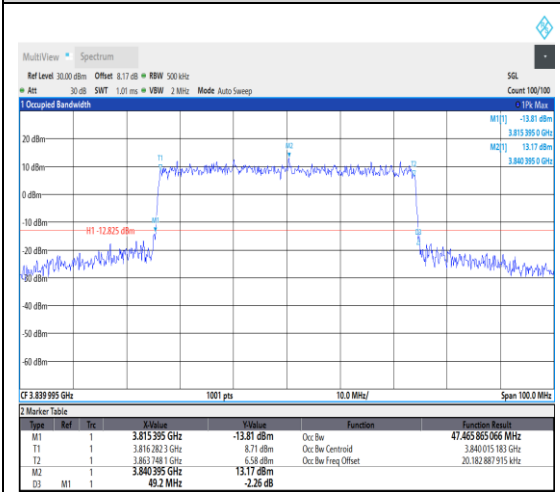 MultiView Spectrum
Ref Level 30.00 dBm Offset 8.17 dB RBW 500 kHz SGL
Att 30 dB SWT 1.01 ms VBW 2 MHz Mode Auto Sweep Count 100/100
1 Occupied Bandwidth 1Pk Max
M1[1] -13.81 dBm
3.815 395 0 GHz
M2[1] 13.17 dBm
3.840 395 0 GHz
20 dBm
M2
T1
T2
10 dBm
0 dBm
-10 dBm
M1
H1 -12.825 dBm
-20 dBm
-30 dBm
-40 dBm
-50 dBm
-60 dBm
CF 3.839 995 GHz 1001 pts 10.0 MHz/ Span 100.0 MHz
2 Marker Table
Type Ref Trc X-Value Y-Value Function Function Result
M1 1 3.815 395 GHz -13.81 dBm Occ Bw 47.465 865 066 MHz
T1 1 3.816 282 3 GHz 8.71 dBm Occ Bw Centroid 3.840 015 183 GHz
T2 1 3.863 748 1 GHz 6.58 dBm Occ Bw Freq Offset 20.182 887 915 kHz
M2 1 3.840 395 GHz 13.17 dBm
D3 M1 1 49.2 MHz -2.26 dB